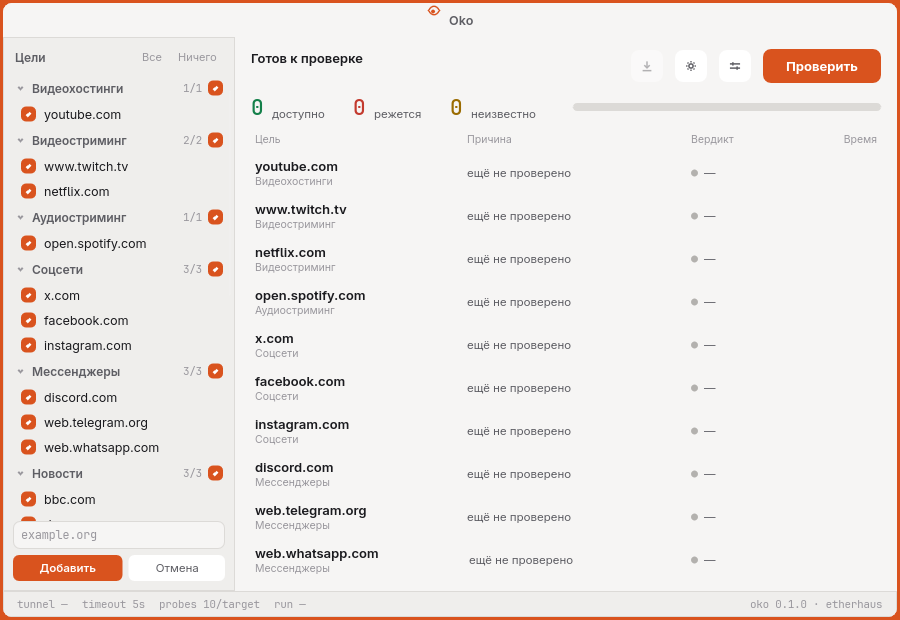 Oko
Цели Все Ничего
Видеохостинги 1/1
youtube.com
Видеостриминг 2/2
www.twitch.tv
netflix.com
Аудиостриминг 1/1
open.spotify.com
Соцсети 3/3
x.com
facebook.com
instagram.com
Мессенджеры 3/3
discord.com
web.telegram.org
web.whatsapp.com
Новости 3/3
bbc.com
example.org
Добавить Отмена
Готов к проверке
Проверить
0 доступно 0 режется 0 неизвестно
Цель Причина Вердикт Время
youtube.com ещё не проверено —
Видеохостинги
www.twitch.tv ещё не проверено —
Видеостриминг
netflix.com ещё не проверено —
Видеостриминг
open.spotify.com ещё не проверено —
Аудиостриминг
x.com ещё не проверено —
Соцсети
facebook.com ещё не проверено —
Соцсети
instagram.com ещё не проверено —
Соцсети
discord.com ещё не проверено —
Мессенджеры
web.telegram.org ещё не проверено —
Мессенджеры
web.whatsapp.com ещё не проверено —
Мессенджеры
tunnel — timeout 5s probes 10/target run — oko 0.1.0 · etherhaus